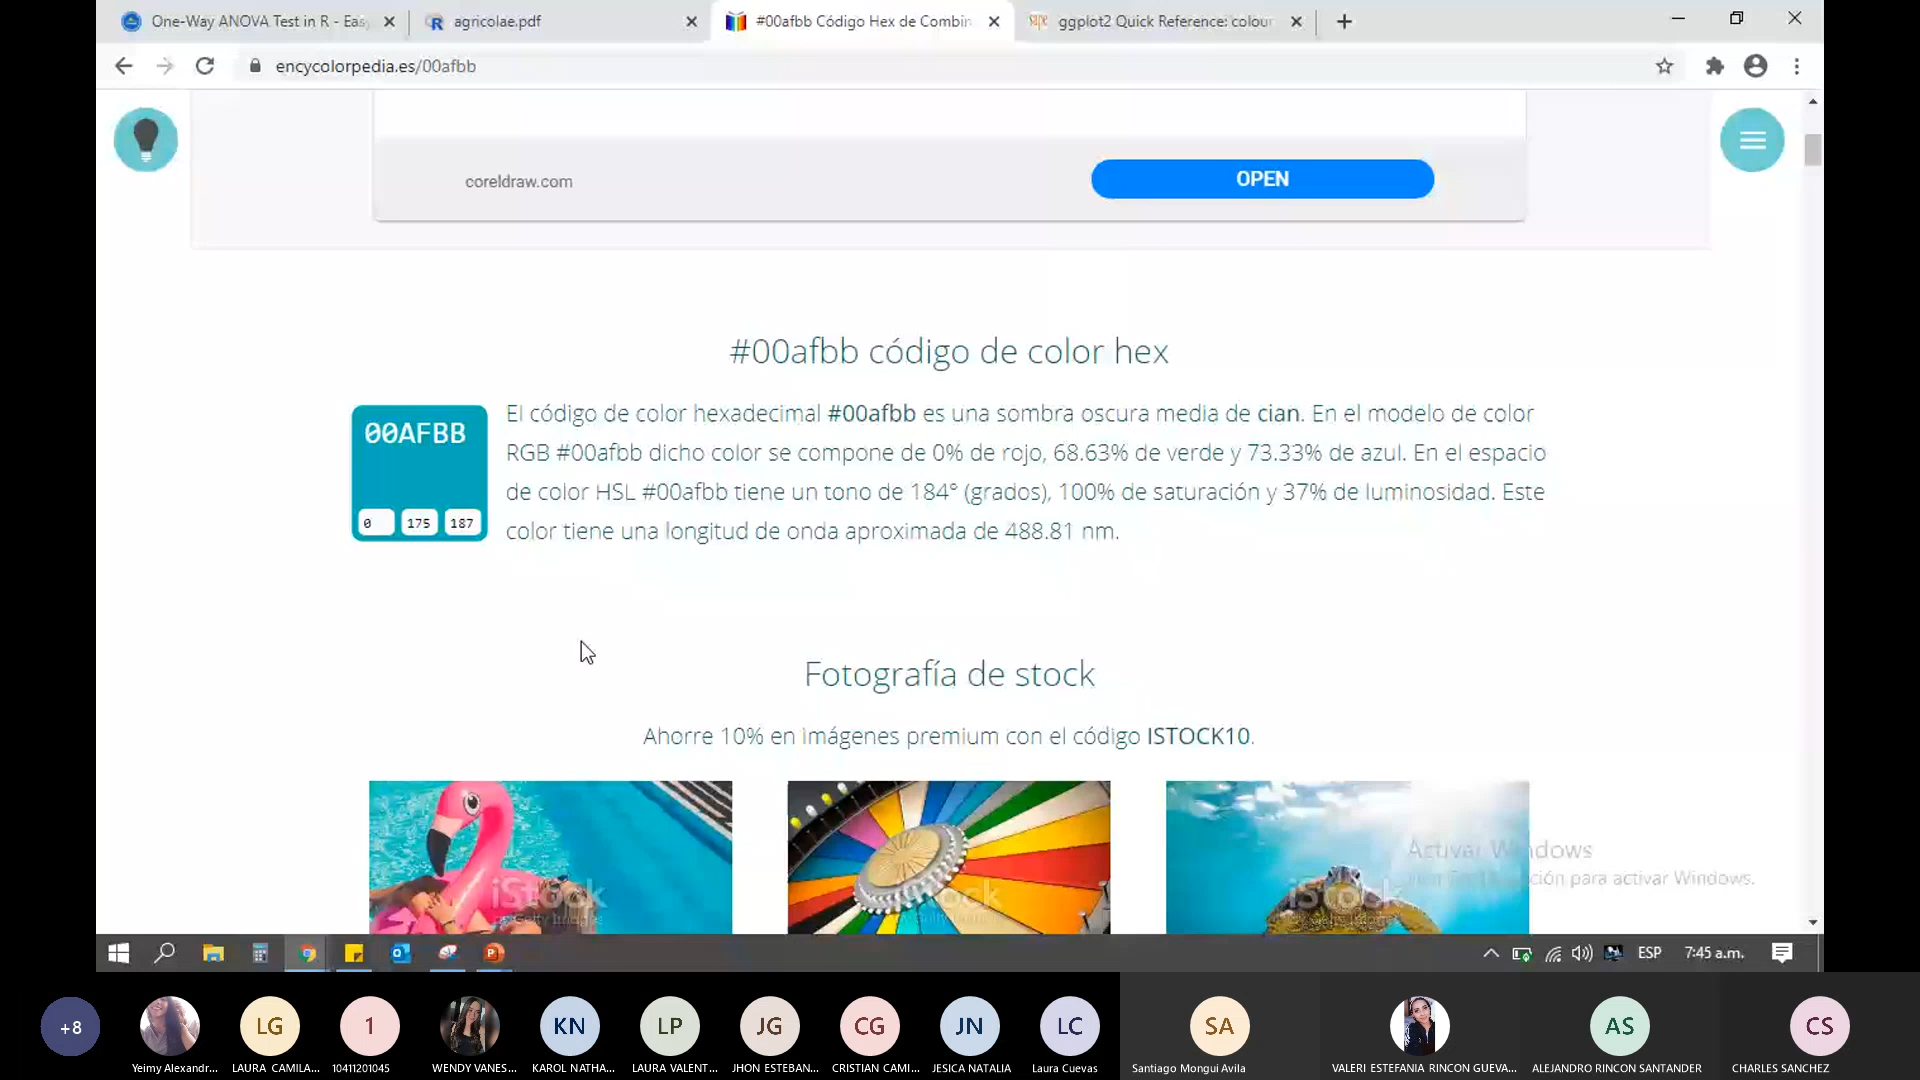 One-Way ANOVA Test in R - Eas
agricolae.pdf
#00afbb Código Hex de Combin
ggplot2 Quick Reference: colour
encycolorpedia.es/00afbb
coreldraw.com
OPEN
#00afbb código de color hex
00AFBB
0 175 187
El código de color hexadecimal #00afbb es una sombra oscura media de cian. En el modelo de color
RGB #00afbb dicho color se compone de 0% de rojo, 68.63% de verde y 73.33% de azul. En el espacio
de color HSL #00afbb tiene un tono de 184° (grados), 100% de saturación y 37% de luminosidad. Este
color tiene una longitud de onda aproximada de 488.81 nm.
Fotografía de stock
Ahorre 10% en imágenes premium con el código ISTOCK10.
iStock
iStock
Activar Windows
para activar Windows.
ESP
7:45 a.m.
+8
LG
1
KN
LP
JG
CG
JN
LC
SA
AS
CS
Yeimy Alexandr...
LAURA CAMILA...
10411201045
WENDY VANES...
KAROL NATHA...
LAURA VALENT...
JHON ESTEBAN...
CRISTIAN CAMI...
JESICA NATALIA
Laura Cuevas
Santiago Mongui Avila
VALERI ESTEFANIA RINCON GUEVA...
ALEJANDRO RINCON SANTANDER
CHARLES SANCHEZ